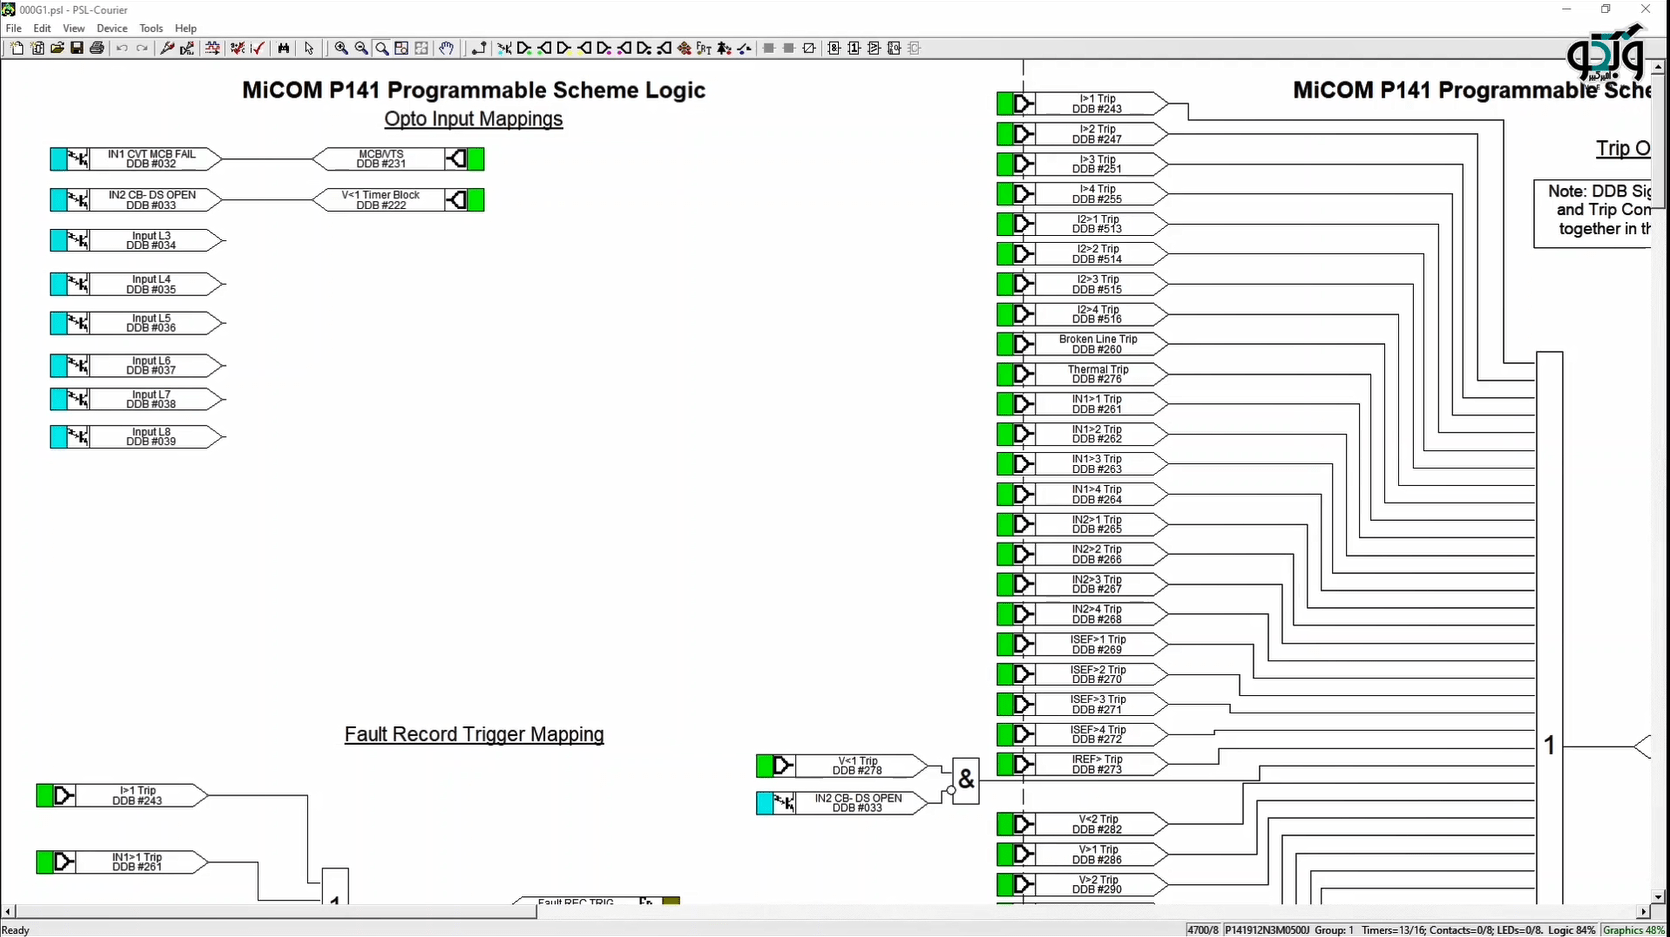 000G1.psl - PSL-Courier
File Edit View Device Tools Help
MiCOM P141 Programmable Scheme Logic
Opto Input Mappings
IN1 CVT MCB FAIL
DDB #032
MCB/VTS
DDB #231
IN2 CB- DS OPEN
DDB #033
V<1 Timer Block
DDB #222
Input L3
DDB #034
Input L4
DDB #035
Input L5
DDB #036
Input L6
DDB #037
Input L7
DDB #038
Input L8
DDB #039
Fault Record Trigger Mapping
I>1 Trip
DDB #243
IN1>1 Trip
DDB #261
1
Fault REC TRIG
V<1 Trip
DDB #278
IN2 CB- DS OPEN
DDB #033
&
I>1 Trip
DDB #243
I>2 Trip
DDB #247
I>3 Trip
DDB #251
I>4 Trip
DDB #255
I2>1 Trip
DDB #513
I2>2 Trip
DDB #514
I2>3 Trip
DDB #515
I2>4 Trip
DDB #516
Broken Line Trip
DDB #260
Thermal Trip
DDB #276
IN1>1 Trip
DDB #261
IN1>2 Trip
DDB #262
IN1>3 Trip
DDB #263
IN1>4 Trip
DDB #264
IN2>1 Trip
DDB #265
IN2>2 Trip
DDB #266
IN2>3 Trip
DDB #267
IN2>4 Trip
DDB #268
ISEF>1 Trip
DDB #269
ISEF>2 Trip
DDB #270
ISEF>3 Trip
DDB #271
ISEF>4 Trip
DDB #272
IREF> Trip
DDB #273
V<2 Trip
DDB #282
V>1 Trip
DDB #286
V>2 Trip
DDB #290
1
MiCOM P141 Programmable Sche
Trip O
Note: DDB Sig
and Trip Con
together in th
Ready
4700/8 P141912N3M0500J Group: 1 Timers=13/16; Contacts=0/8; LEDs=0/8. Logic 84% Graphics 48%